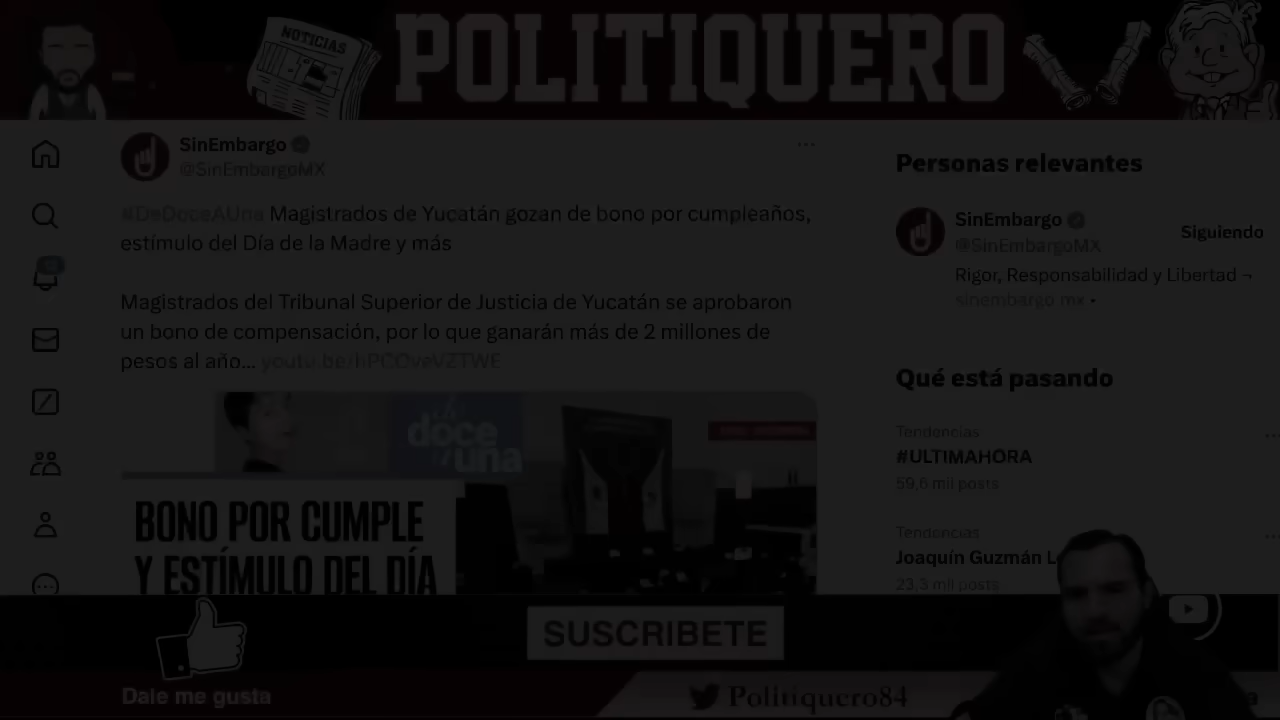 NOTICIAS
POLITIQUERO
SinEmbargo
@SinEmbargoMX
#DeDoceAUna Magistrados de Yucatán gozan de bono por cumpleaños,
estímulo del Día de la Madre y más
Magistrados del Tribunal Superior de Justicia de Yucatán se aprobaron
un bono de compensación, por lo que ganarán más de 2 millones de
pesos al año...
doce
una
BONO POR CUMPLE
Y ESTÍMULO DEL DÍA
Personas relevantes
SinEmbargo
@SinEmbargoMX
Siguiendo
Rigor, Responsabilidad y Libertad ¬
sinembargo.mx •
Qué está pasando
Tendencias
#ULTIMAHORA
59,6 mil posts
Tendencias
Joaquín Guzmán L
23,3 mil posts
SUSCRIBETE
Dale me gusta
Politiquero84